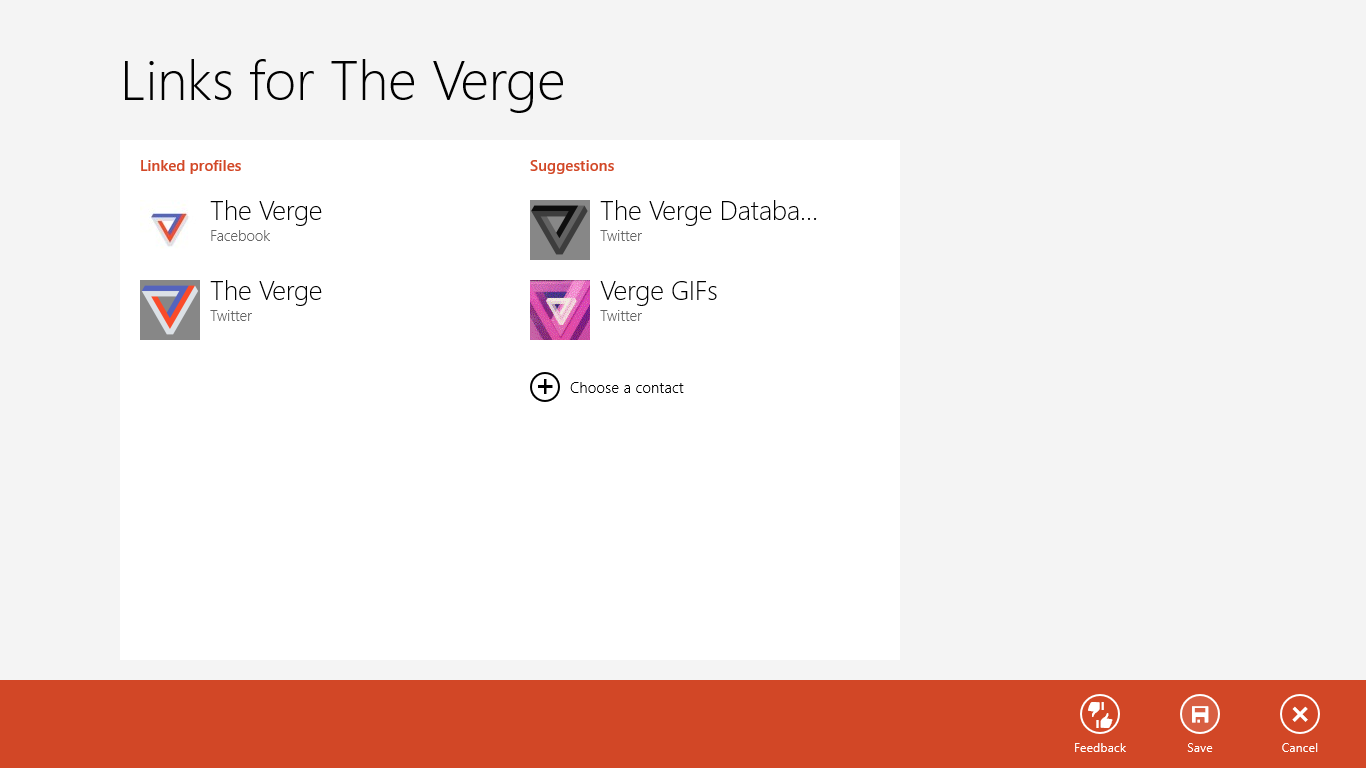 Links for The Verge
Linked profiles
The Verge
Facebook
The Verge
Twitter
Suggestions
The Verge Databa...
Twitter
Verge GIFs
Twitter
Choose a contact
Feedback
Save
Cancel